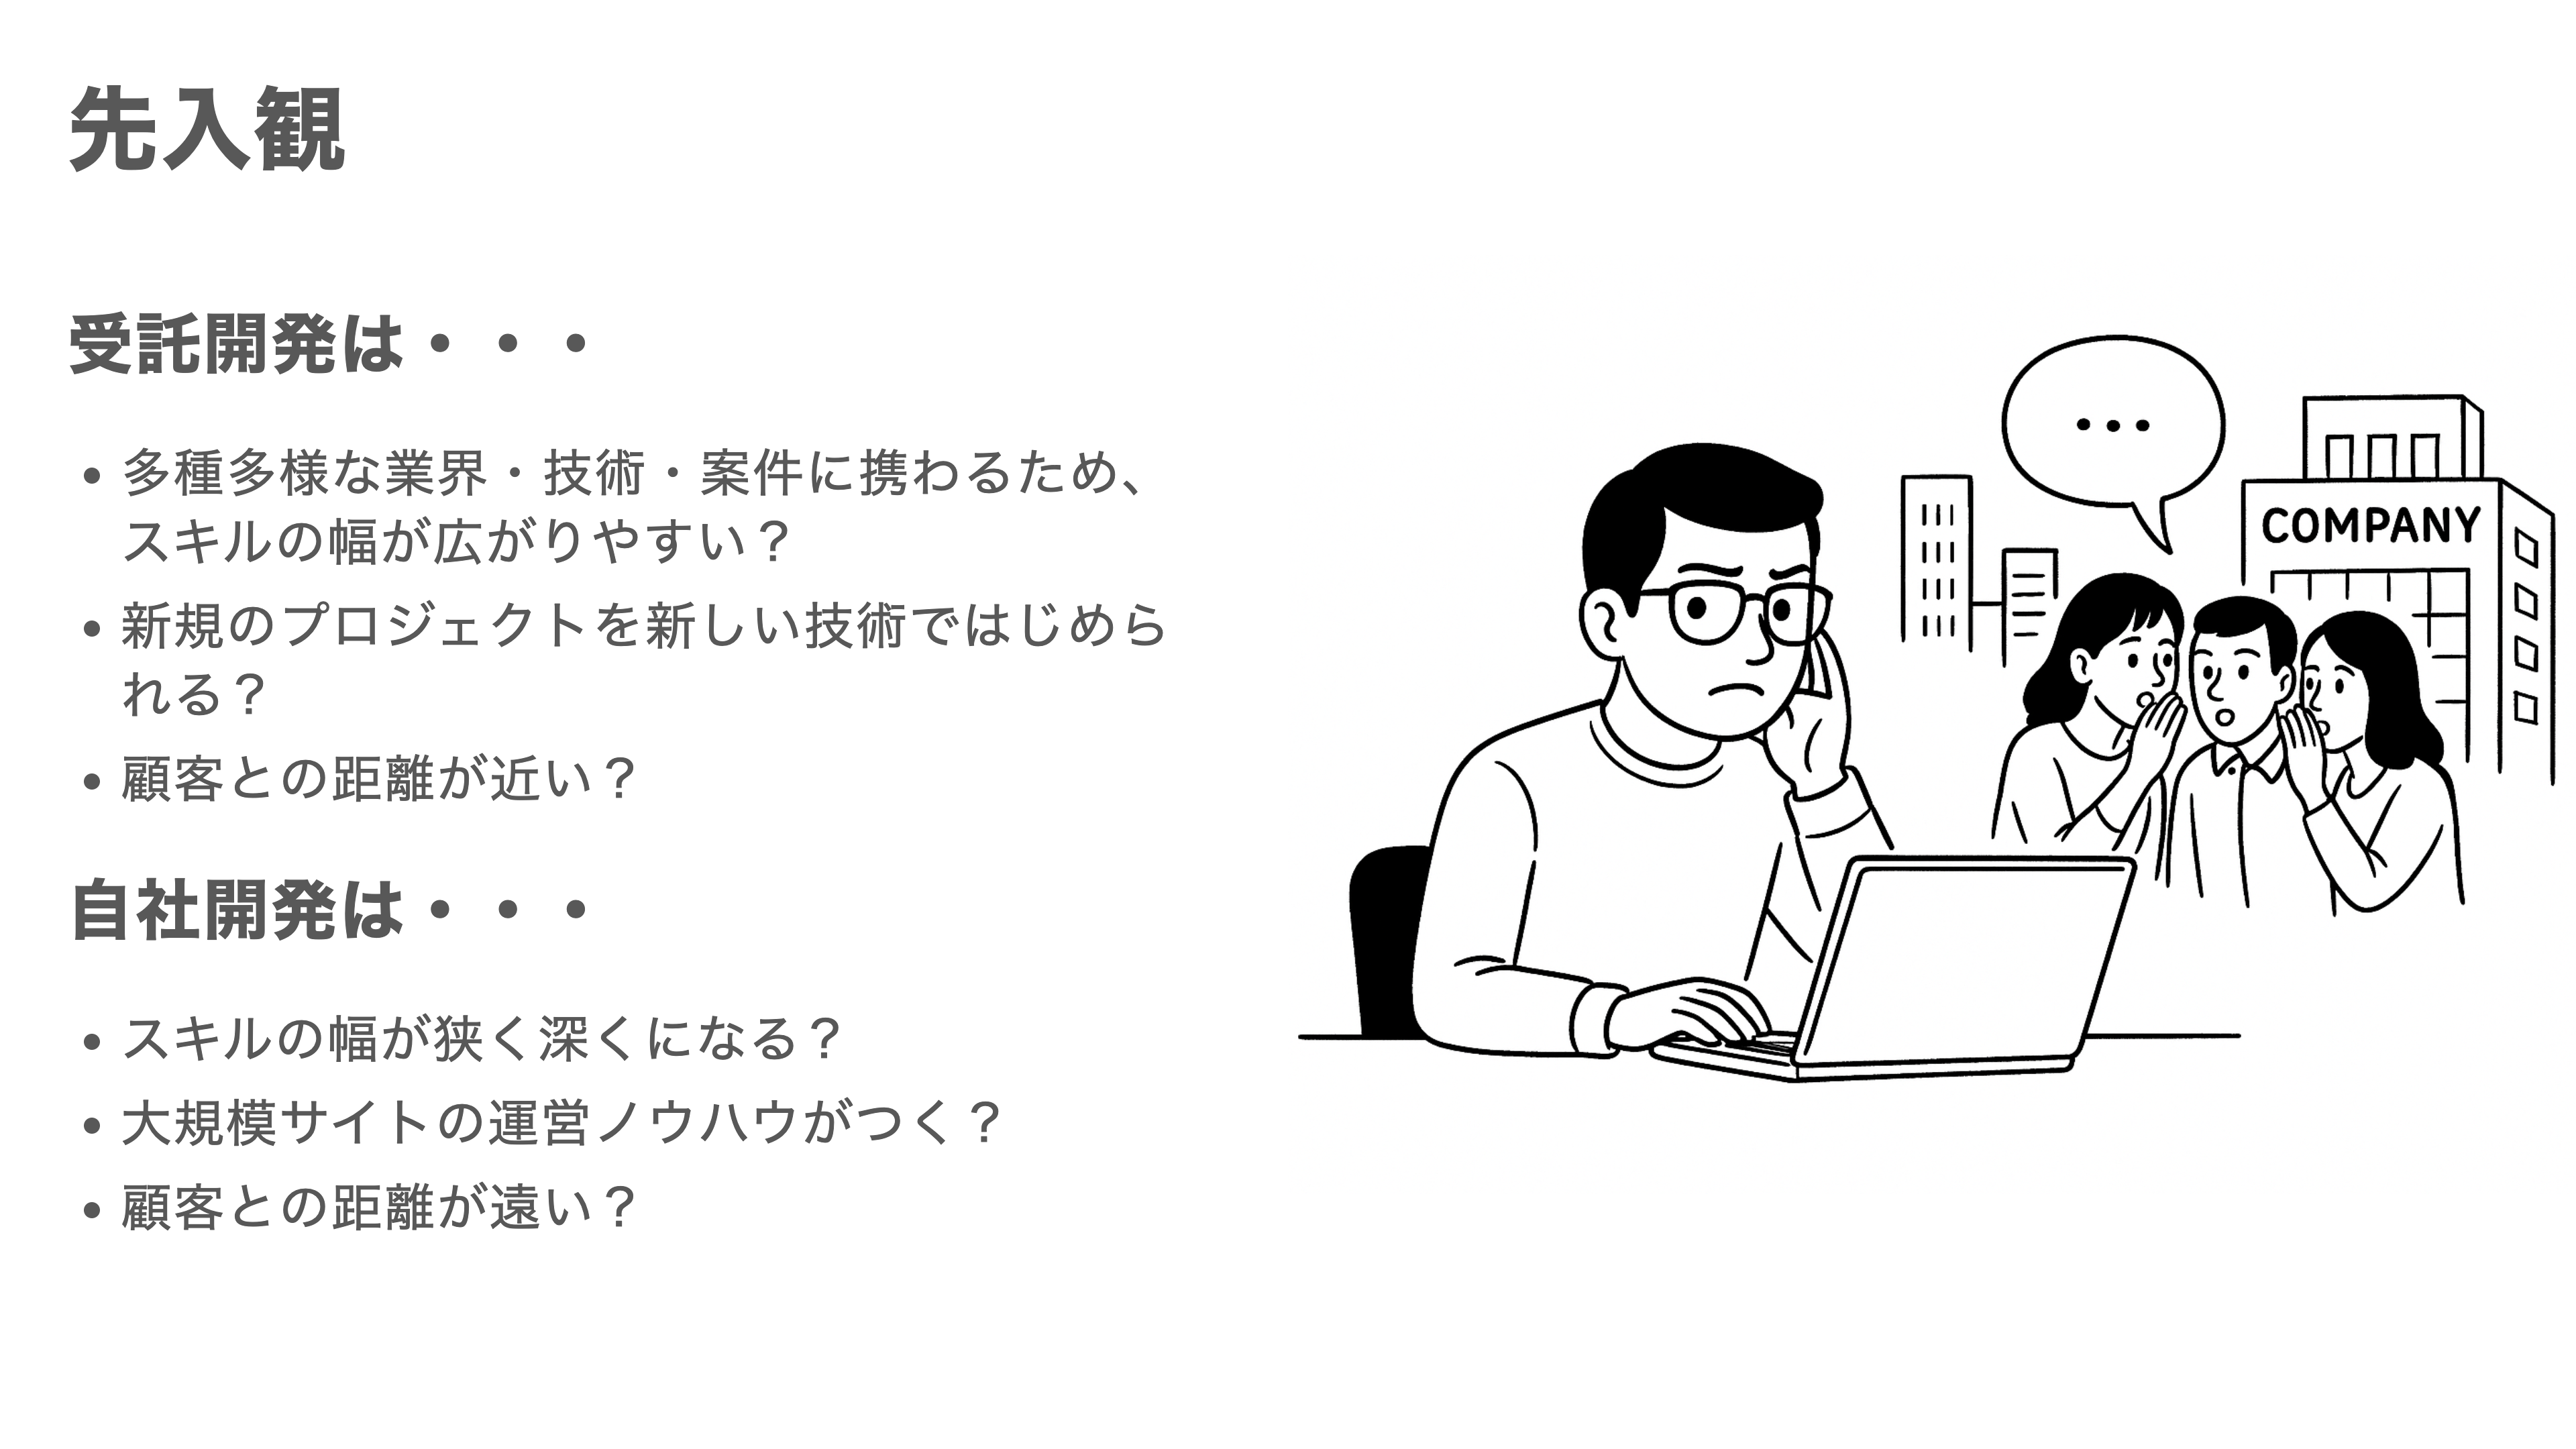 先入観
受託開発は・・・
• 多種多様な業界・技術・案件に携わるため、
スキルの幅が広がりやすい？
• 新規のプロジェクトを新しい技術ではじめら
れる？
• 顧客との距離が近い？
自社開発は・・・
• スキルの幅が狭く深くになる？
• 大規模サイトの運営ノウハウがつく？
• 顧客との距離が遠い？
...
COMPANY